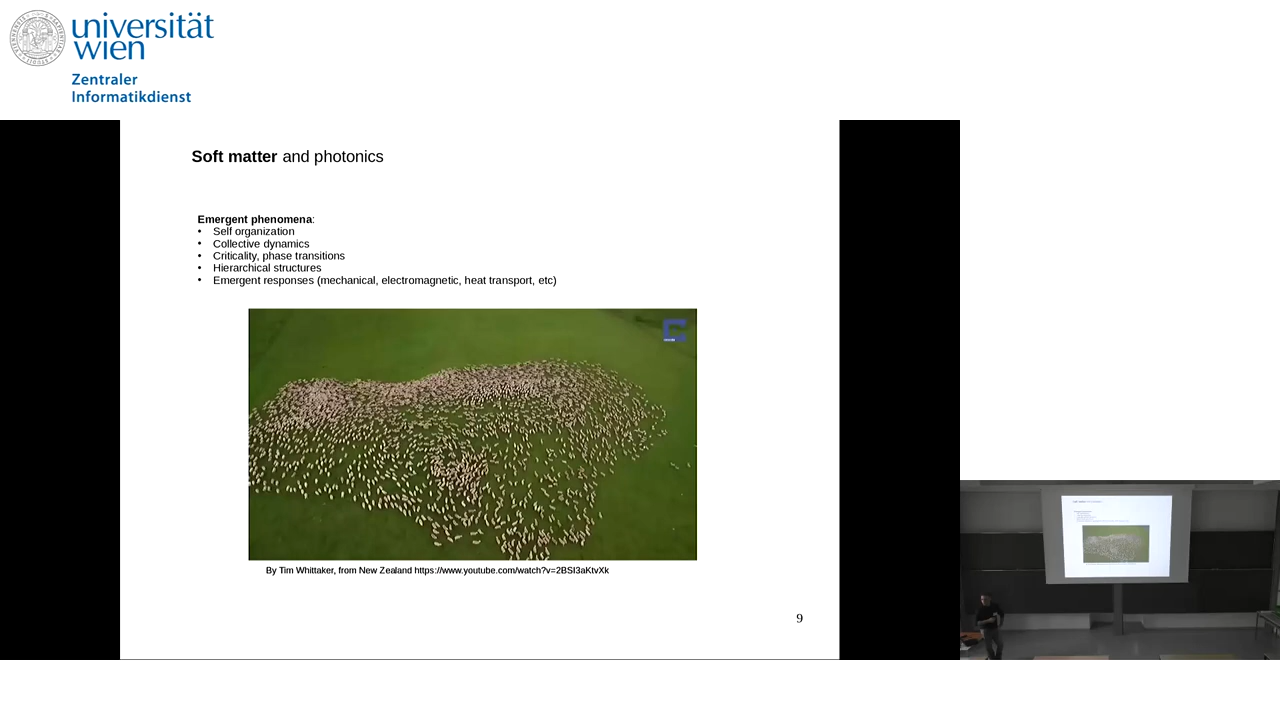 universität
wien
Zentraler
Informatikdienst
Soft matter and photonics
Emergent phenomena:
• Self organization
• Collective dynamics
• Criticality, phase transitions
• Hierarchical structures
• Emergent responses (mechanical, electromagnetic, heat transport, etc)
By Tim Whittaker, from New Zealand https://www.youtube.com/watch?v=2BSI3aKtvXk
9